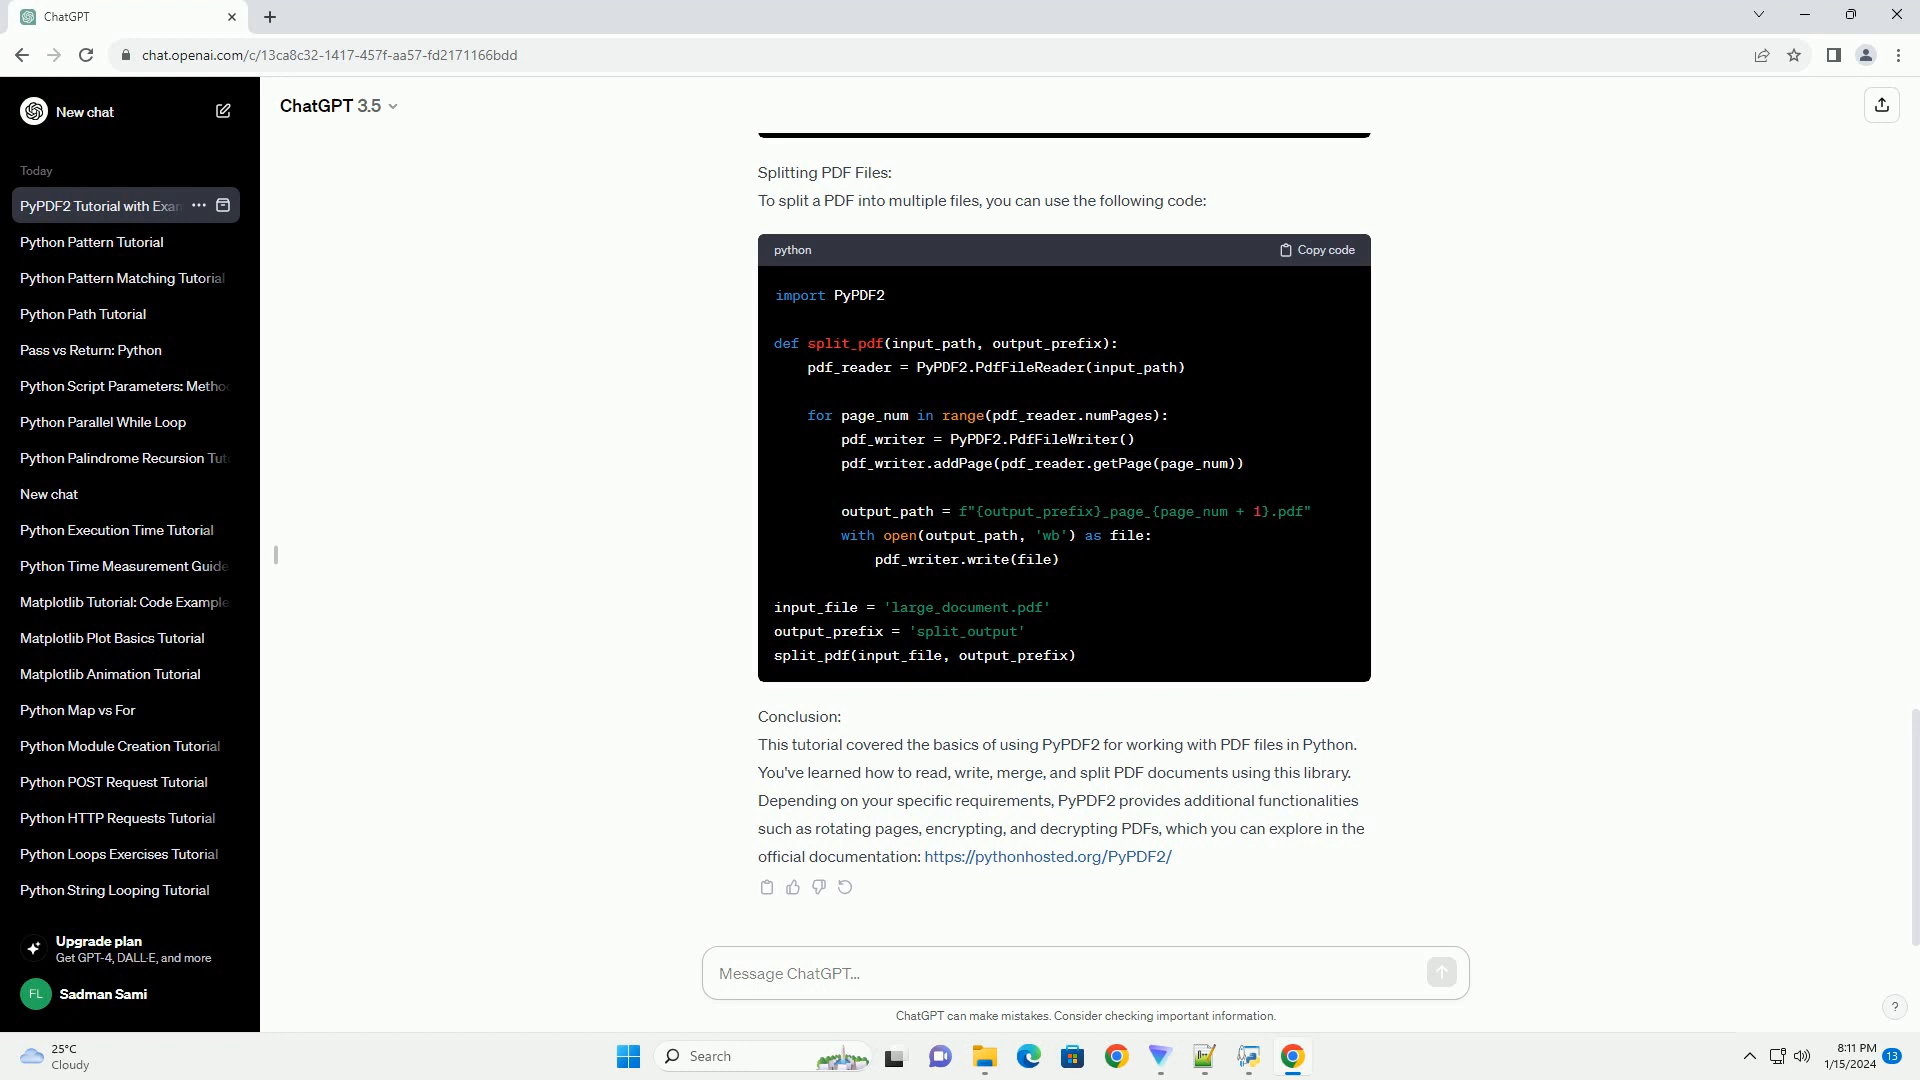 ChatGPT
chat.openai.com/c/13ca8c32-1417-457f-aa57-fd2171166bdd
New chat
Today
PyPDF2 Tutorial with Exan
Python Pattern Tutorial
Python Pattern Matching Tutorial
Python Path Tutorial
Pass vs Return: Python
Python Script Parameters: Metho
Python Parallel While Loop
Python Palindrome Recursion Tut
New chat
Python Execution Time Tutorial
Python Time Measurement Guide
Matplotlib Tutorial: Code Example
Matplotlib Plot Basics Tutorial
Matplotlib Animation Tutorial
Python Map vs For
Python Module Creation Tutorial
Python POST Request Tutorial
Python HTTP Requests Tutorial
Python Loops Exercises Tutorial
Python String Looping Tutorial
Upgrade plan
Get GPT-4, DALL·E, and more
FL Sadman Sami
ChatGPT 3.5
Splitting PDF Files:
To split a PDF into multiple files, you can use the following code:
python Copy code
import PyPDF2
def split_pdf(input_path, output_prefix):
    pdf_reader = PyPDF2.PdfFileReader(input_path)
    for page_num in range(pdf_reader.numPages):
        pdf_writer = PyPDF2.PdfFileWriter()
        pdf_writer.addPage(pdf_reader.getPage(page_num))
        output_path = f"{output_prefix}_page_{page_num + 1}.pdf"
        with open(output_path, 'wb') as file:
            pdf_writer.write(file)
input_file = 'large_document.pdf'
output_prefix = 'split_output'
split_pdf(input_file, output_prefix)
Conclusion:
This tutorial covered the basics of using PyPDF2 for working with PDF files in Python.
You've learned how to read, write, merge, and split PDF documents using this library.
Depending on your specific requirements, PyPDF2 provides additional functionalities
such as rotating pages, encrypting, and decrypting PDFs, which you can explore in the
official documentation: https://pythonhosted.org/PyPDF2/
Message ChatGPT...
ChatGPT can make mistakes. Consider checking important information.
?
25°C
Cloudy
Search
8:11 PM
1/15/2024
13